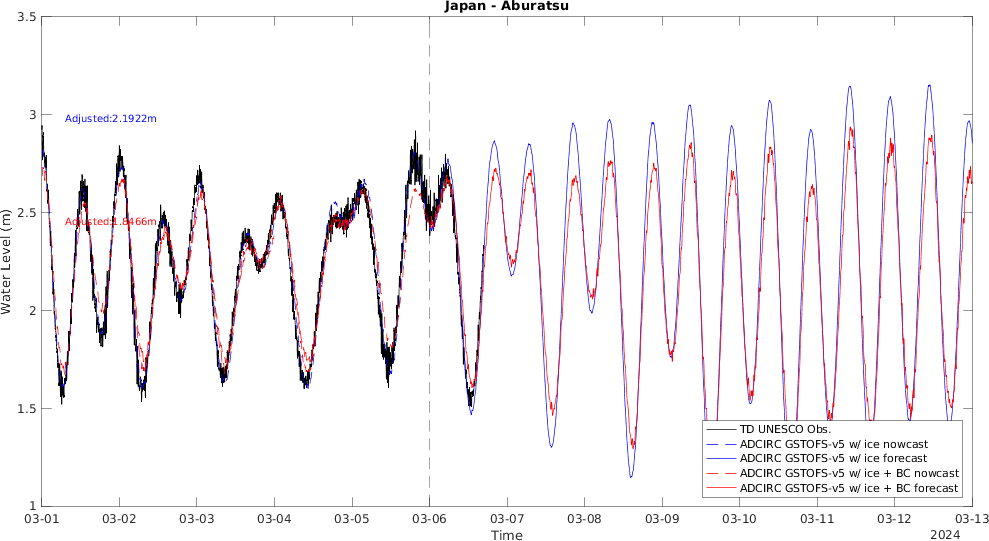 Japan - Aburatsu
3.5
3
2.5
2
1.5
1
Water Level (m)
Adjusted:2.1922m
Adjusted:1.8466m
TD UNESCO Obs.
ADCIRC GSTOFS-v5 w/ ice nowcast
ADCIRC GSTOFS-v5 w/ ice forecast
ADCIRC GSTOFS-v5 w/ ice + BC nowcast
ADCIRC GSTOFS-v5 w/ ice + BC forecast
03-01 03-02 03-03 03-04 03-05 03-06 03-07 03-08 03-09 03-10 03-11 03-12 03-13
Time
2024